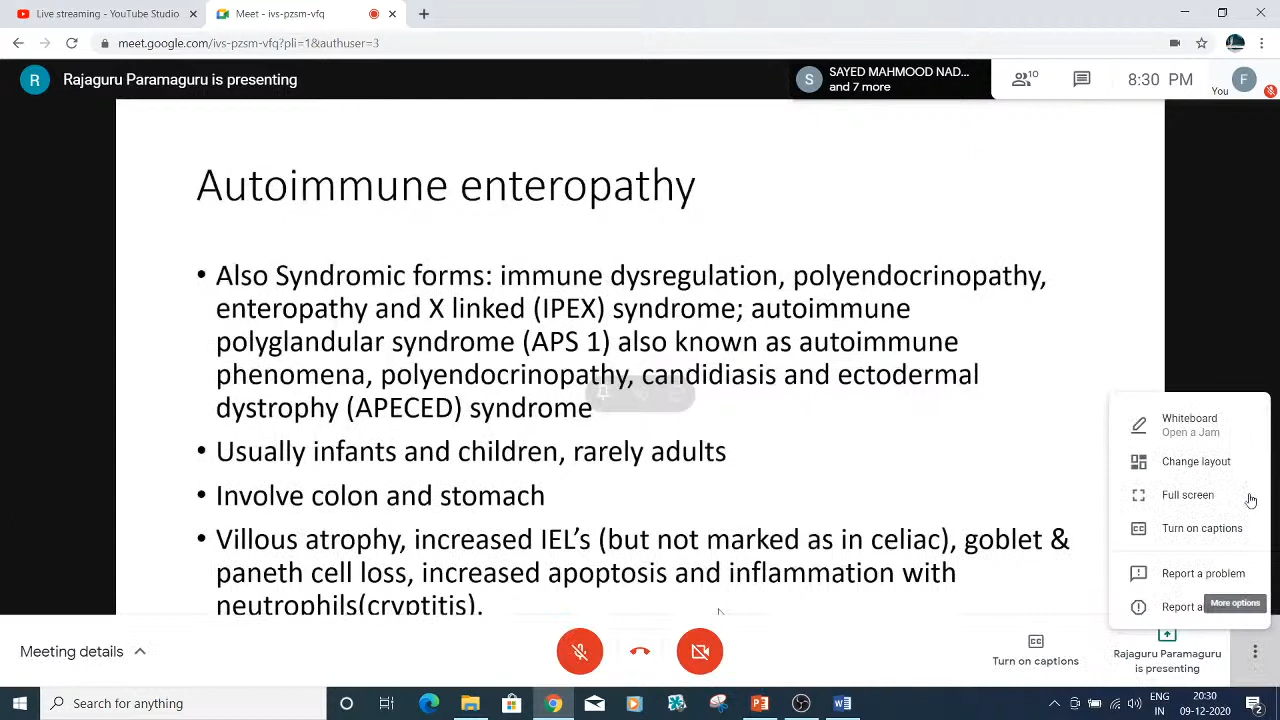 Live streaming - YouTube Studio
Meet - ivs-pzsm-vfq
meet.google.com/ivs-pzsm-vfq?pli=1&authuser=3
R
Rajaguru Paramaguru is presenting
S
SAYED MAHMOOD NAD...
and 7 more
10
8:30 PM
You
F
Autoimmune enteropathy
• Also Syndromic forms: immune dysregulation, polyendocrinopathy,
enteropathy and X linked (IPEX) syndrome; autoimmune
polyglandular syndrome (APS 1) also known as autoimmune
phenomena, polyendocrinopathy, candidiasis and ectodermal
dystrophy (APECED) syndrome
• Usually infants and children, rarely adults
• Involve colon and stomach
• Villous atrophy, increased IEL’s (but not marked as in celiac), goblet &
paneth cell loss, increased apoptosis and inflammation with
neutrophils(cryptitis).
Whiteboard
Open a Jam
Change layout
Full screen
Turn on captions
Report a problem
Report a
More options
Meeting details
Turn on captions
Rajaguru Paramaguru
is presenting
Search for anything
ENG
IN
20:30
09-12-2020